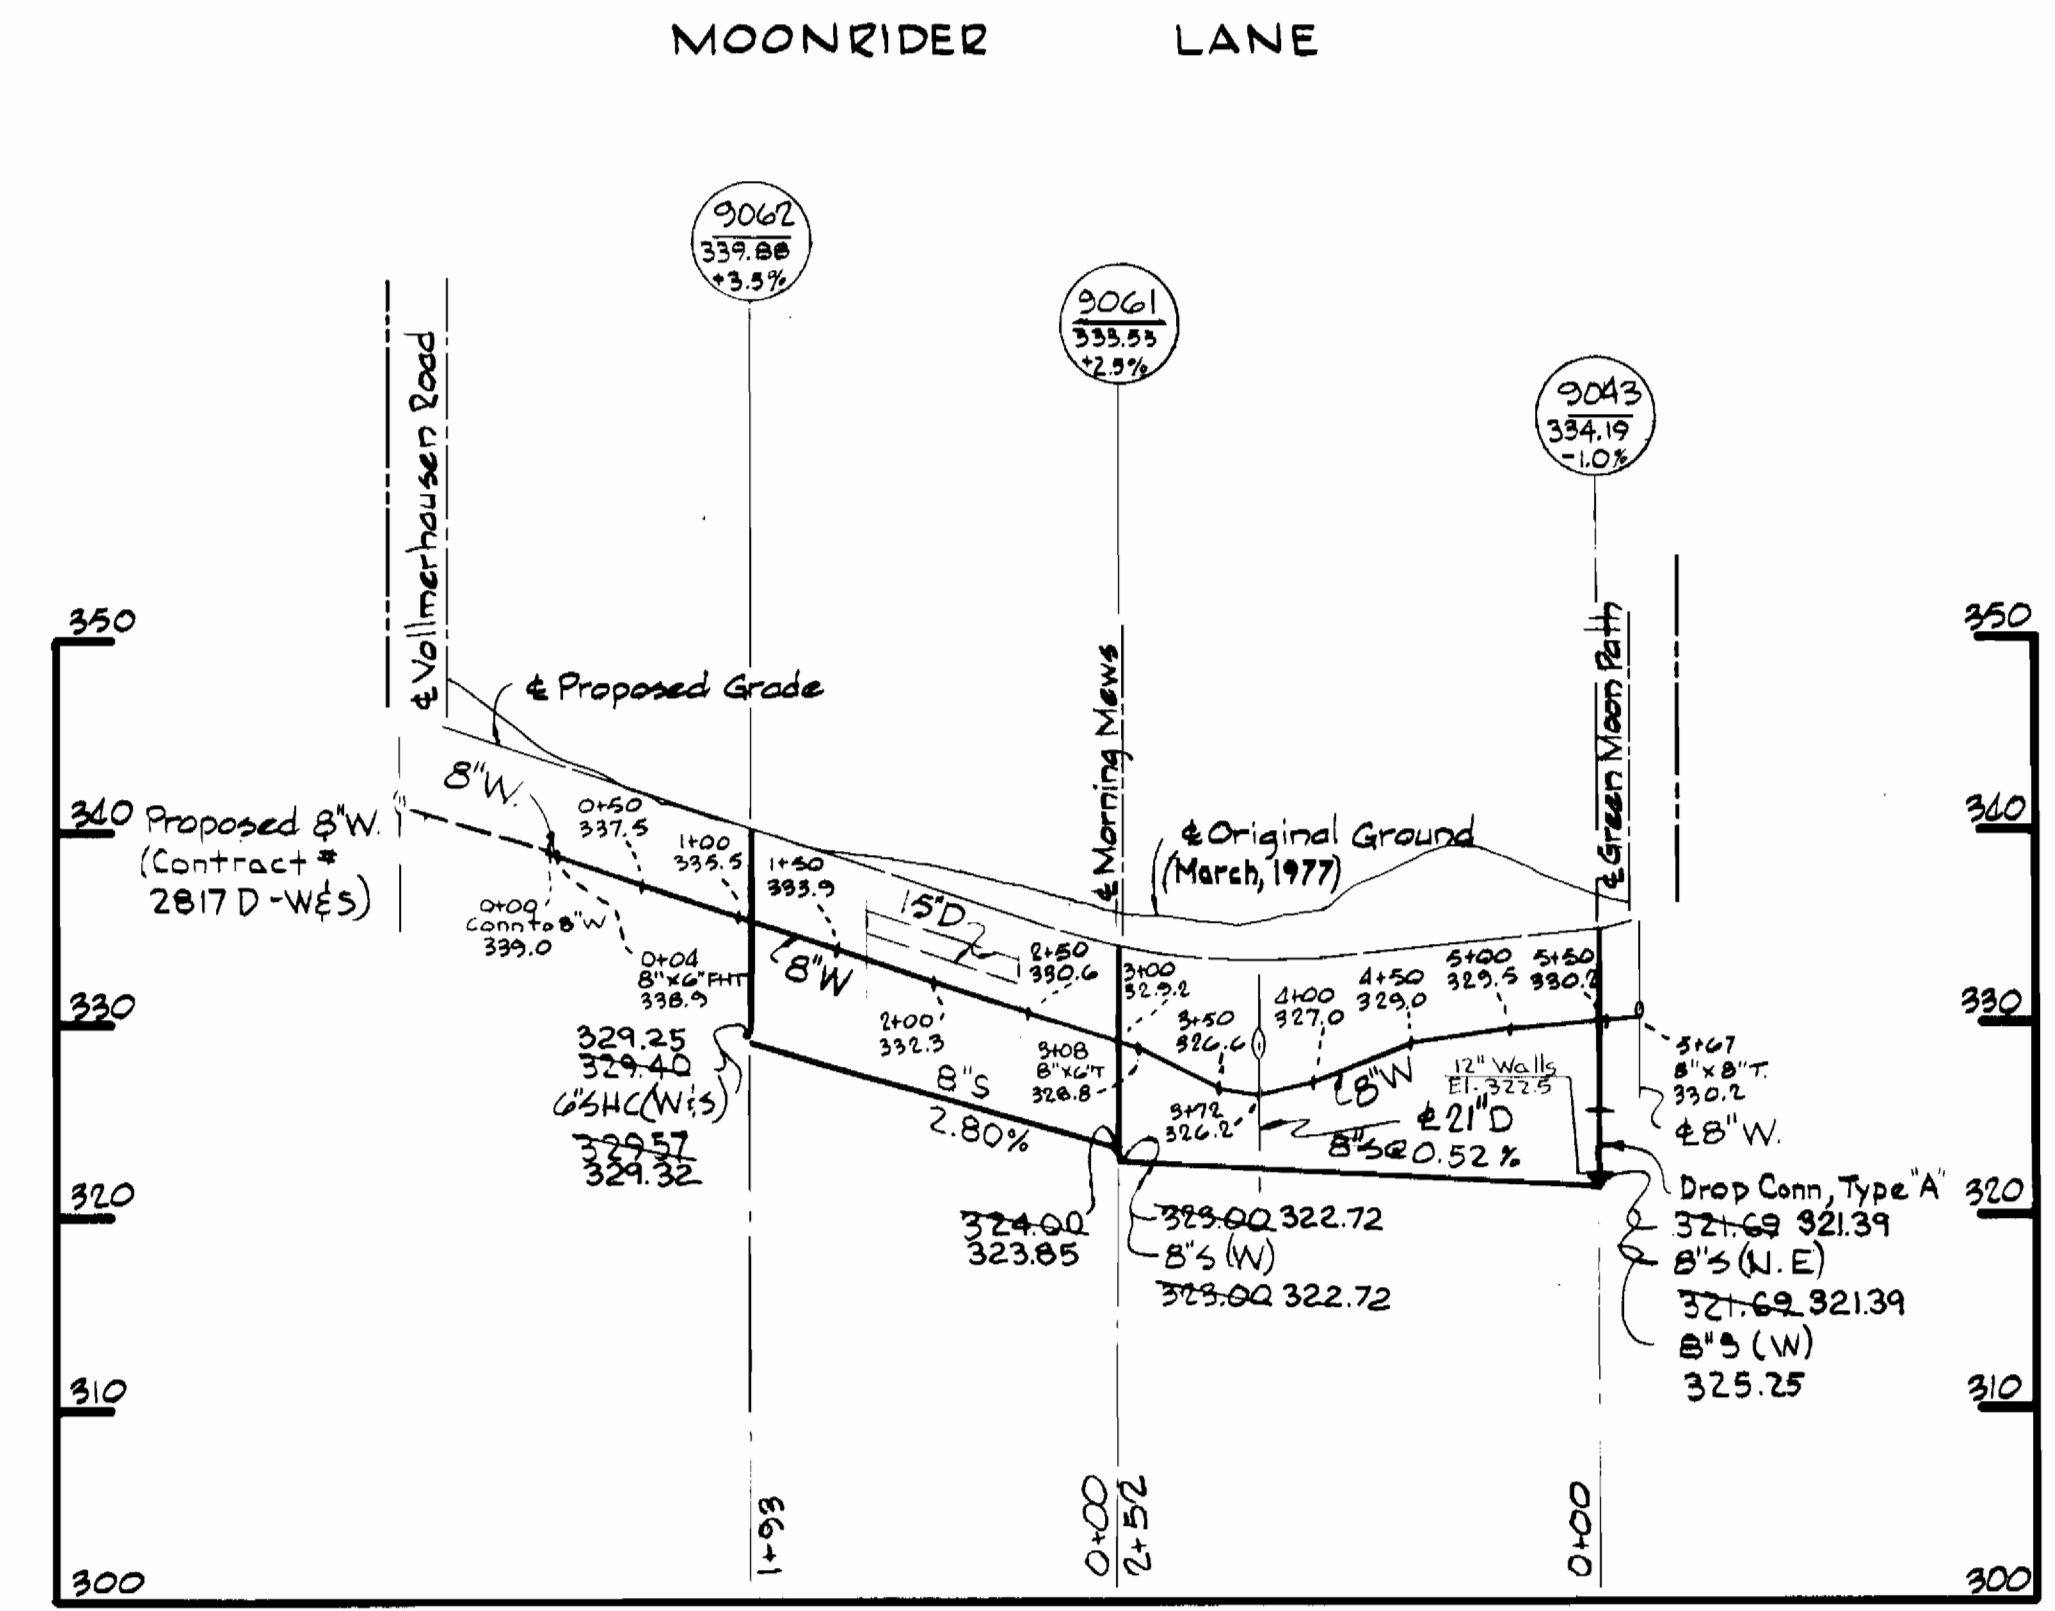 MOONRIDER LANE
9062
339.88
+3.5%
9061
333.53
+2.5%
9043
334.19
-1.0%
℄ Vollmerhousen Road
℄ Morning Mews
℄ Green Moon Path
350
350
℄ Proposed Grade
340
340
Proposed 8"W.
(Contract #
2817 D-W&S)
8"W.
0+50
337.5
1+00
335.5
1+50
333.9
℄ Original Ground
(March, 1977)
15"D
0+00
Conn to 8"W
339.0
0+04
8"x6" FHT
338.9
8"W
2+00
332.3
2+50
330.6
3+00
329.2
3+08
8"x6"T
328.8
3+50
326.6
3+72
326.2
4+00
327.0
4+50
329.0
5+00
329.5
5+50
330.2
5+67
8"x8"T.
330.2
℄8"W.
330
330
329.25
329.40
6"SHC(W&S)
329.57
329.32
8"S
2.80%
8"W
12" Walls
El. 322.5
℄ 21"D
8"S@0.52%
320
320
324.00
323.85
323.00 322.72
8"S (W)
323.00 322.72
Drop Conn, Type "A"
321.69 321.39
8"S (N.E)
321.69 321.39
8"S (W)
325.25
310
310
1+93
0+00
2+52
0+00
300
300